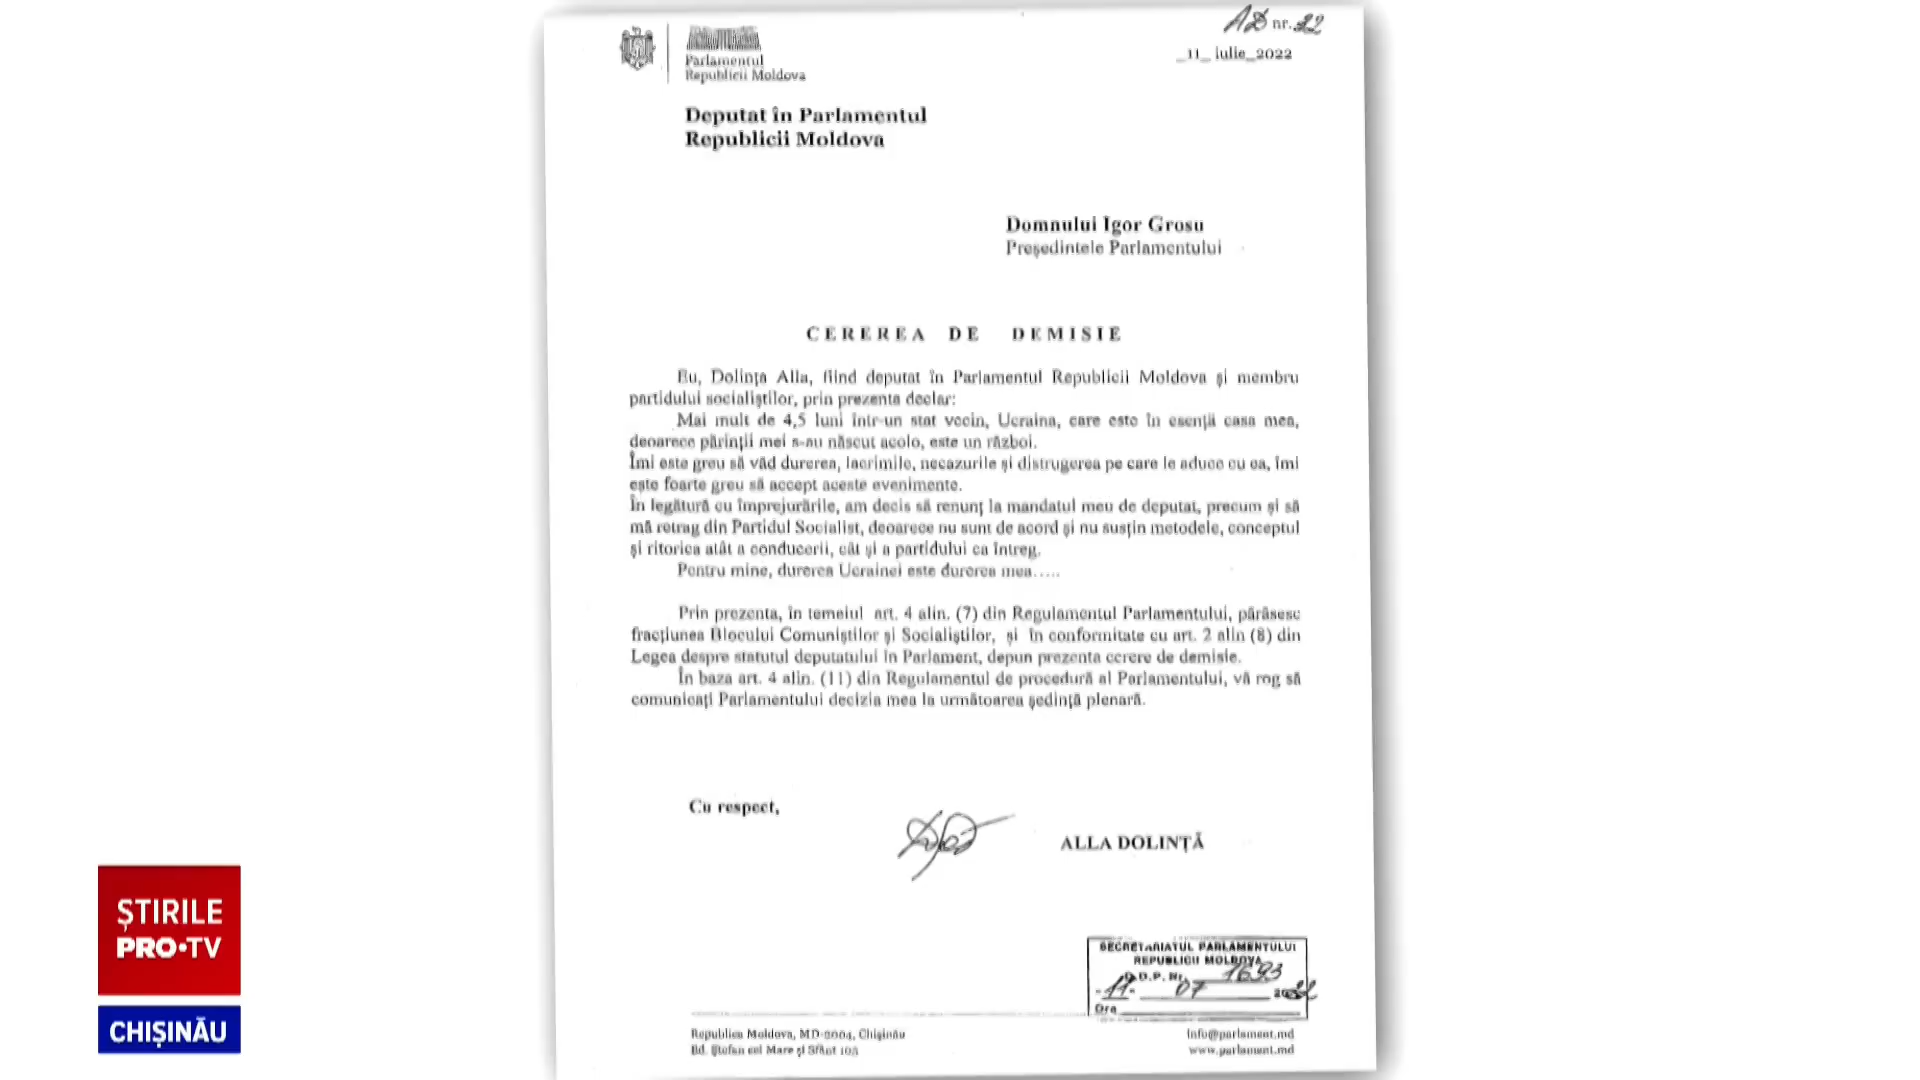 AD nr. 22
_11_ iulie_2022
Parlamentul
Republicii Moldova
Deputat în Parlamentul
Republicii Moldova
Domnului Igor Grosu
Președintele Parlamentului
CEREREA DE DEMISIE
Eu, Dolință Alla, fiind deputat în Parlamentul Republicii Moldova și membru
partidului socialiștilor, prin prezenta declar:
Mai mult de 4,5 luni într-un stat vecin, Ucraina, care este în esență casa mea,
deoarece părinții mei s-au născut acolo, este un război.
Îmi este greu să văd durerea, lacrimile, necazurile și distrugerea pe care le aduce cu ea, îmi
este foarte greu să accept aceste evenimente.
În legătură cu împrejurările, am decis să renunț la mandatul meu de deputat, precum și să
mă retrag din Partidul Socialist, deoarece nu sunt de acord și nu susțin metodele, conceptul
și ritorica atât a conducerii, cât și a partidului ca întreg.
Pentru mine, durerea Ucrainei este durerea mea…..
Prin prezenta, în temeiul art. 4 alin. (7) din Regulamentul Parlamentului, părăsesc
fracțiunea Blocului Comuniștilor și Socialiștilor, și în conformitate cu art. 2 alin (8) din
Legea despre statutul deputatului în Parlament, depun prezenta cerere de demisie.
În baza art. 4 alin. (11) din Regulamentul de procedură al Parlamentului, vă rog să
comunicați Parlamentului decizia mea la următoarea ședință plenară.
Cu respect,
ALLA DOLINȚĂ
SECRETARIATUL PARLAMENTULUI
REPUBLICII MOLDOVA
D.D.P. Nr. 1693
11 07 2022
Ora
Republica Moldova, MD-2004, Chișinău
Bd. Ștefan cel Mare și Sfânt 105
info@parlament.md
www.parlament.md
ȘTIRILE
PRO•TV
CHIȘINĂU